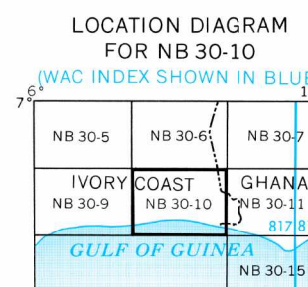 LOCATION DIAGRAM
FOR NB 30-10
(WAC INDEX SHOWN IN BLUE
6°
7°
NB 30-5 NB 30-6 NB 30-7
IVORY COAST GHANA
NB 30-9 NB 30-10 NB 30-11
817 8
GULF OF GUINEA
NB 30-15